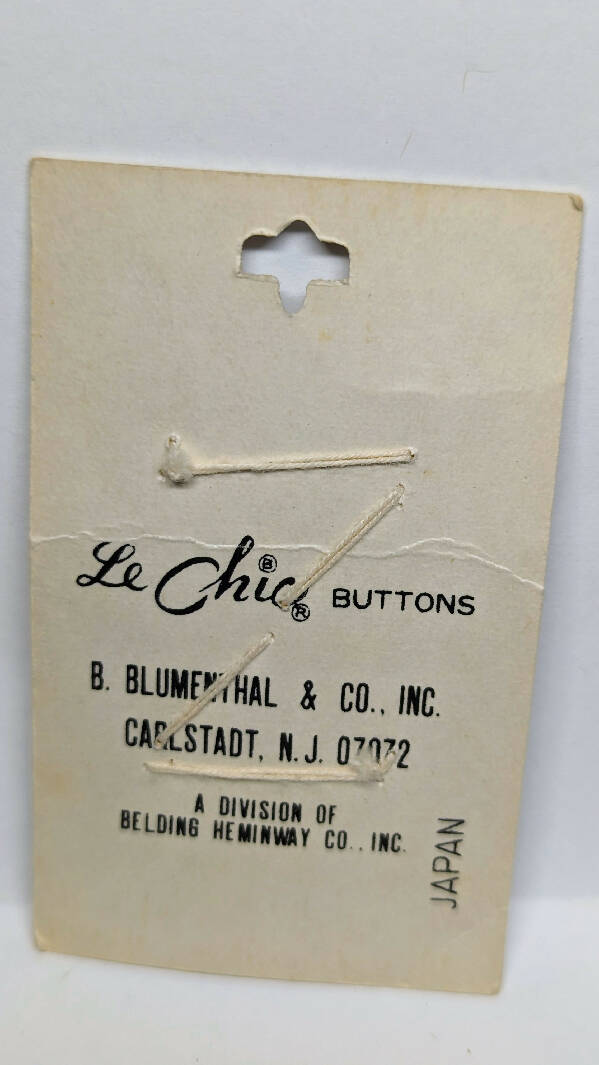 Le Chic® BUTTONS
B. BLUMENTHAL & CO., INC.
CARLSTADT, N.J. 07072
A DIVISION OF
BELDING HEMINWAY CO., INC.
JAPAN